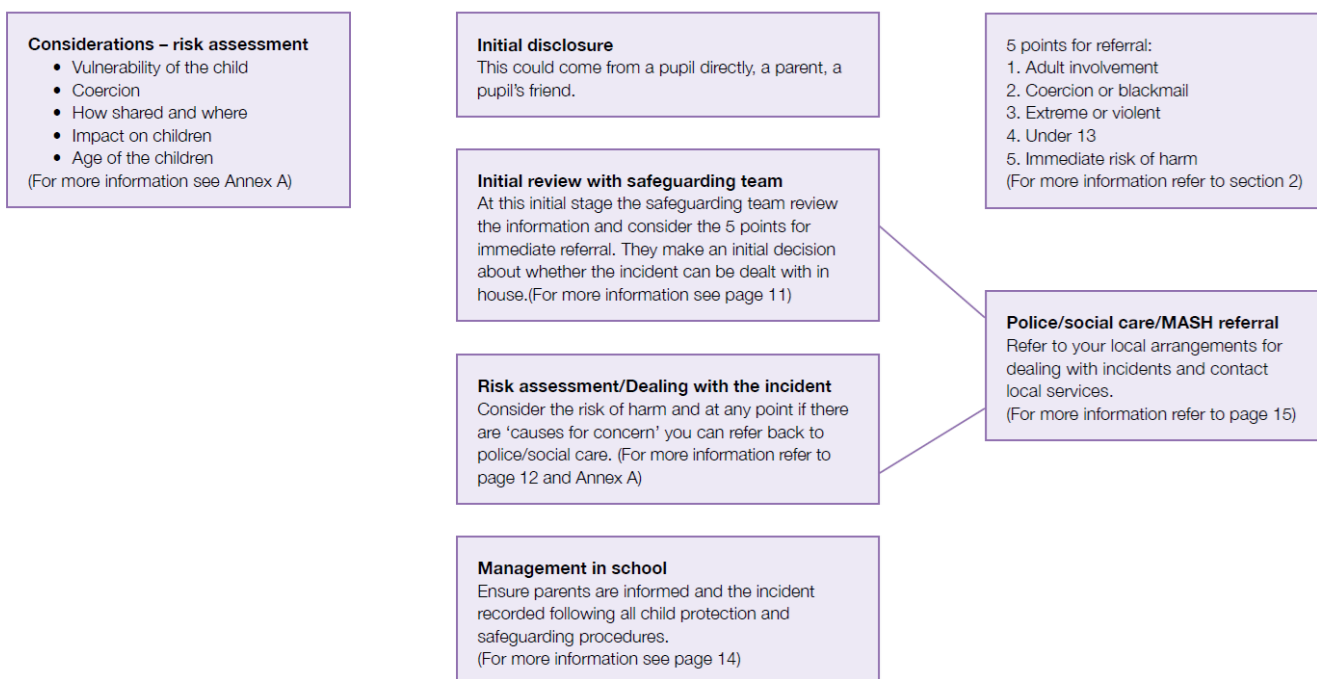 Considerations – risk assessment
• Vulnerability of the child
• Coercion
• How shared and where
• Impact on children
• Age of the children
(For more information see Annex A)
Initial disclosure
This could come from a pupil directly, a parent, a
pupil's friend.
Initial review with safeguarding team
At this initial stage the safeguarding team review
the information and consider the 5 points for
immediate referral. They make an initial decision
about whether the incident can be dealt with in
house.(For more information see page 11)
Risk assessment/Dealing with the incident
Consider the risk of harm and at any point if there
are ‘causes for concern’ you can refer back to
police/social care. (For more information refer to
page 12 and Annex A)
Management in school
Ensure parents are informed and the incident
recorded following all child protection and
safeguarding procedures.
(For more information see page 14)
5 points for referral:
1. Adult involvement
2. Coercion or blackmail
3. Extreme or violent
4. Under 13
5. Immediate risk of harm
(For more information refer to section 2)
Police/social care/MASH referral
Refer to your local arrangements for
dealing with incidents and contact
local services.
(For more information refer to page 15)